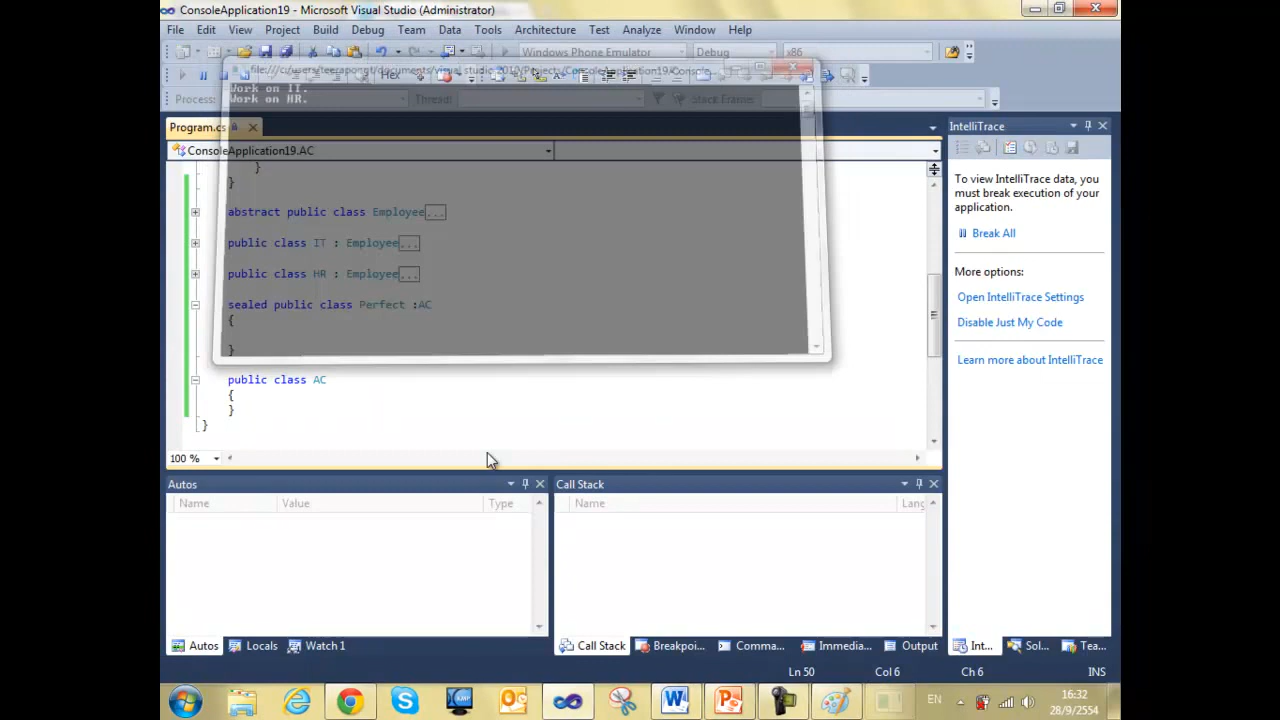 ConsoleApplication19 - Microsoft Visual Studio (Administrator)
File Edit View Project Build Debug Team Data Tools Architecture Test Analyze Window Help
Windows Phone Emulator Debug x86
Hex
Process: Thread: Stack Frame:
Work on IT.
Work on HR.
Program.cs
ConsoleApplication19.AC
}
}
abstract public class Employee...
public class IT : Employee...
public class HR : Employee...
sealed public class Perfect :AC
{
}
public class AC
{
}
}
100 %
IntelliTrace
To view IntelliTrace data, you
must break execution of your
application.
Break All
More options:
Open IntelliTrace Settings
Disable Just My Code
Learn more about IntelliTrace
Autos
Name Value Type
Call Stack
Name Lang
Autos Locals Watch 1
Call Stack Breakpoi... Comma... Immedia... Output
Int... Sol... Tea...
Ln 50 Col 6 Ch 6 INS
EN
16:32
28/9/2554